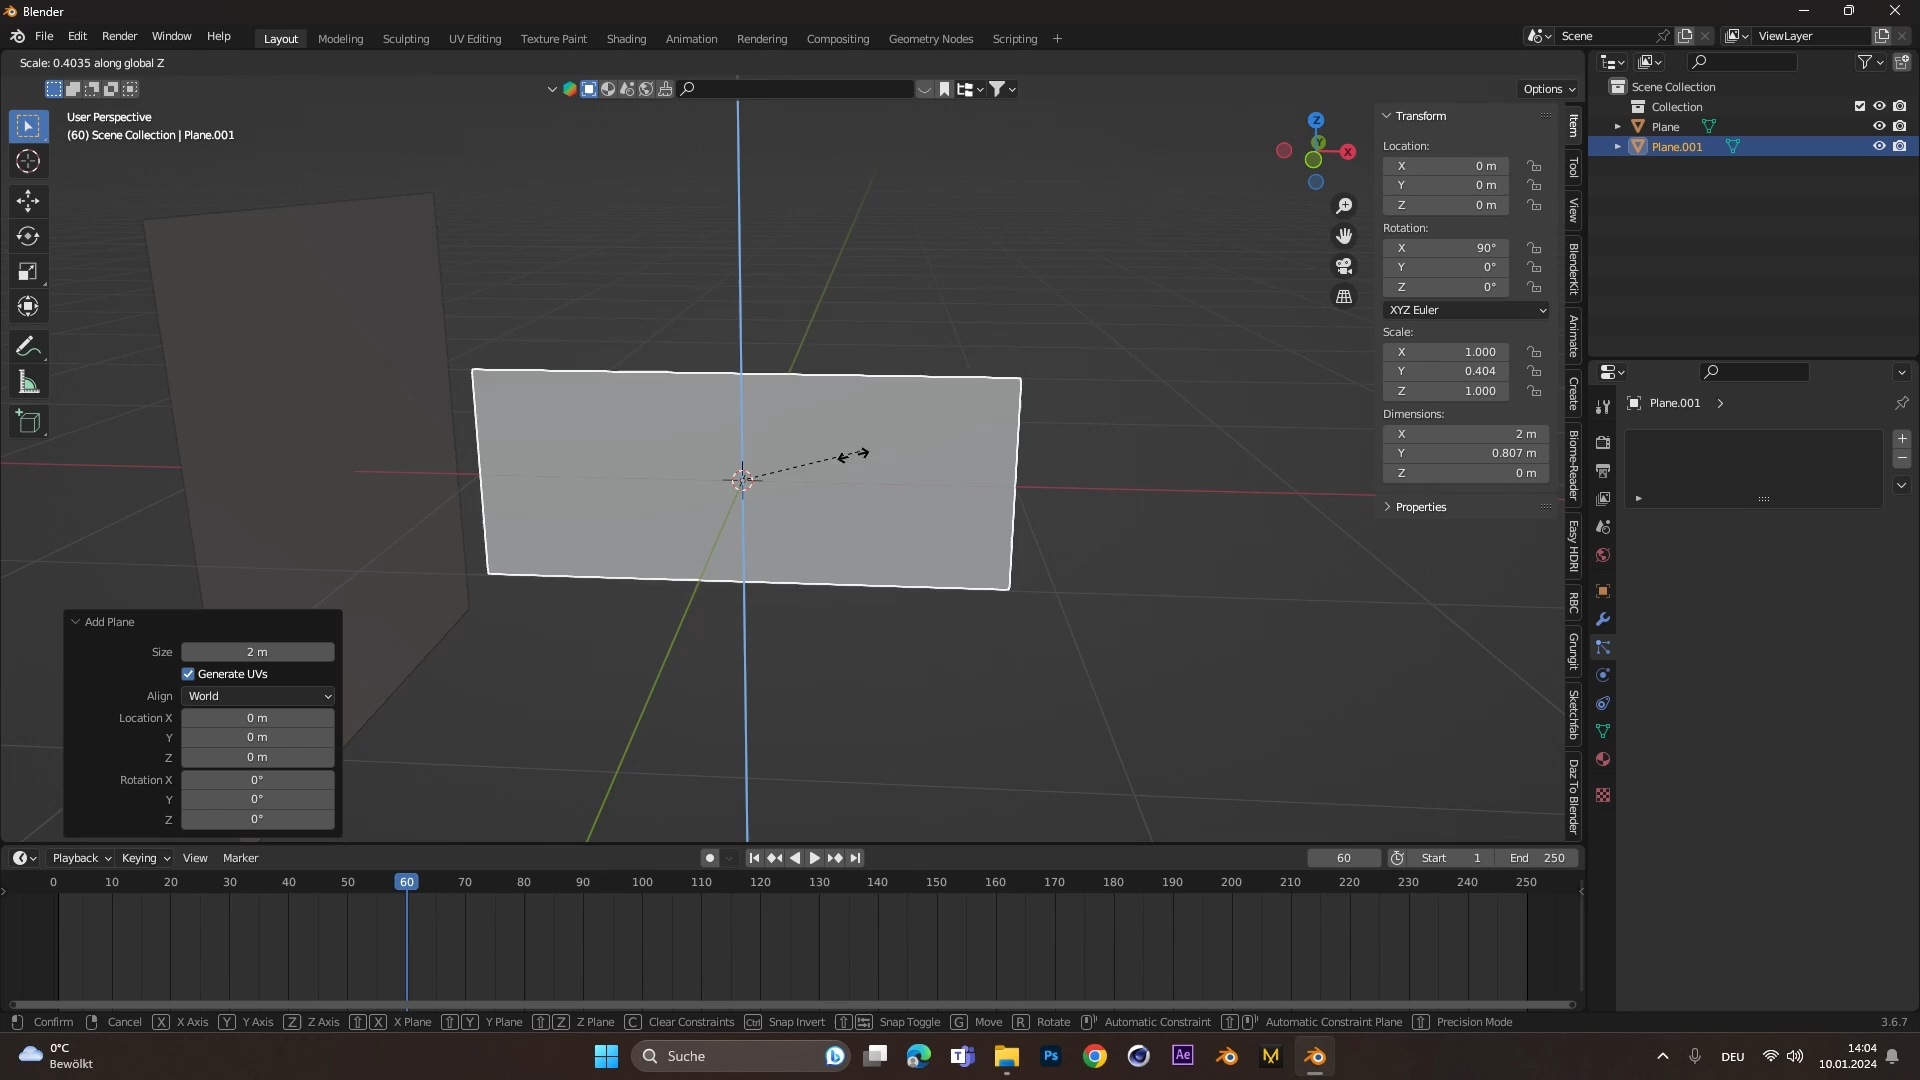 Blender
File Edit Render Window Help Layout Modeling Sculpting UV Editing Texture Paint Shading Animation Rendering Compositing Geometry Nodes Scripting + Scene ViewLayer
Scale: 0.4035 along global Z
Options
User Perspective
(60) Scene Collection | Plane.001
Z
Y
X
Transform
Location:
X 0 m
Y 0 m
Z 0 m
Rotation:
X 90°
Y 0°
Z 0°
XYZ Euler
Scale:
X 1.000
Y 0.404
Z 1.000
Dimensions:
X 2 m
Y 0.807 m
Z 0 m
Properties
Item
Tool
View
BlenderKit
Animate
Create
Biome-Reader
Easy HDRI
RBC
Grungit
Sketchfab
Daz To Blender
Scene Collection
Collection
Plane
Plane.001
Plane.001
Add Plane
Size 2 m
Generate UVs
Align World
Location X 0 m
Y 0 m
Z 0 m
Rotation X 0°
Y 0°
Z 0°
Playback Keying View Marker 60 Start 1 End 250
0 10 20 30 40 50 60 70 80 90 100 110 120 130 140 150 160 170 180 190 200 210 220 230 240 250
Confirm Cancel X X Axis Y Y Axis Z Z Axis X X Plane Y Y Plane Z Z Plane C Clear Constraints Ctrl Snap Invert Snap Toggle G Move R Rotate Automatic Constraint Automatic Constraint Plane Precision Mode 3.6.7
0°C
Bewölkt
Suche
Ps
Ae
M
DEU
14:04
10.01.2024